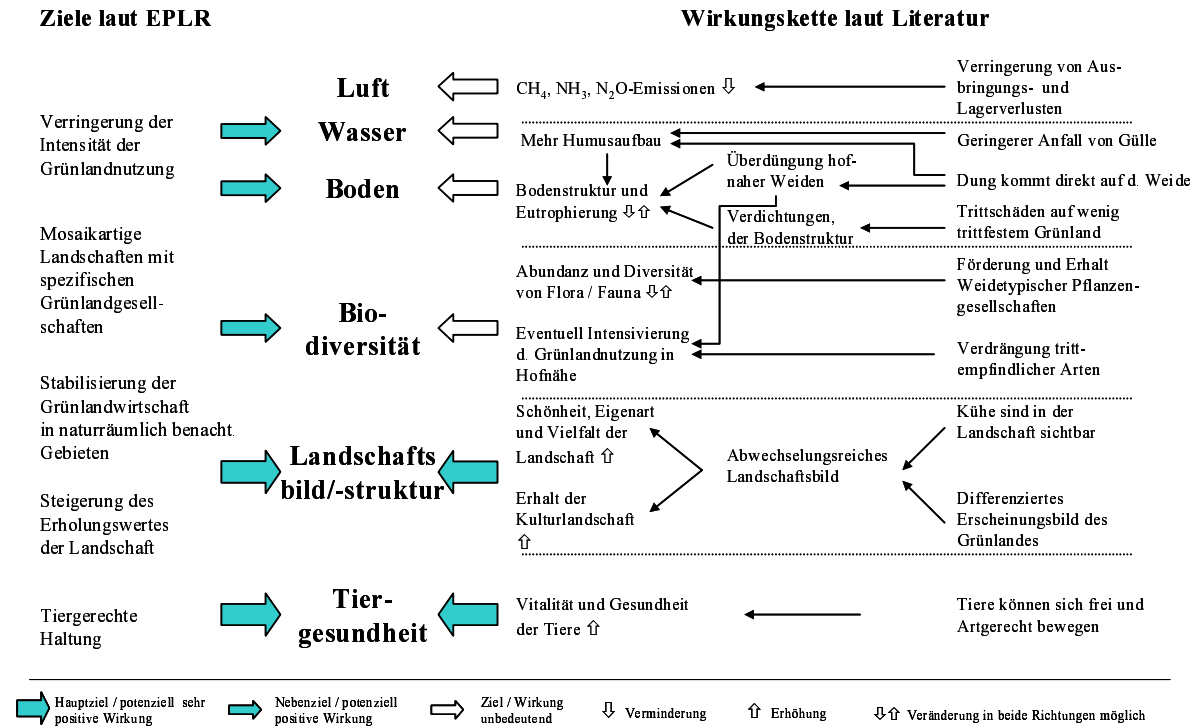 Ziele laut EPLR
Wirkungskette laut Literatur
Verringerung der
Intensität der
Grünlandnutzung
Mosaikartige
Landschaften mit
spezifischen
Grünlandgesell-
schaften
Stabilisierung der
Grünlandwirtschaft
in naturräumlich benacht.
Gebieten
Steigerung des
Erholungswertes
der Landschaft
Tiergerechte
Haltung
Luft
Wasser
Boden
Bio-
diversität
Landschafts
bild/-struktur
Tier-
gesundheit
CH4, NH3, N2O-Emissionen ⇩
Mehr Humusaufbau
Bodenstruktur und
Eutrophierung ⇩⇧
Abundanz und Diversität
von Flora / Fauna ⇩⇧
Eventuell Intensivierung
d. Grünlandnutzung in
Hofnähe
Schönheit, Eigenart
und Vielfalt der
Landschaft ⇧
Erhalt der
Kulturlandschaft
⇧
Vitalität und Gesundheit
der Tiere ⇧
Überdüngung hof-
naher Weiden
Verdichtungen,
der Bodenstruktur
Abwechselungsreiches
Landschaftsbild
Verringerung von Aus-
bringungs- und
Lagerverlusten
Geringerer Anfall von Gülle
Dung kommt direkt auf d. Weide
Trittschäden auf wenig
trittfestem Grünland
Förderung und Erhalt
Weidetypischer Pflanzen-
gesellschaften
Verdrängung tritt-
empfindlicher Arten
Kühe sind in der
Landschaft sichtbar
Differenziertes
Erscheinungsbild des
Grünlandes
Tiere können sich frei und
Artgerecht bewegen
Hauptziel / potenziell sehr
positive Wirkung
Nebenziel / potenziell
positive Wirkung
Ziel / Wirkung
unbedeutend
⇩ Verminderung
⇧ Erhöhung
⇩⇧ Veränderung in beide Richtungen möglich